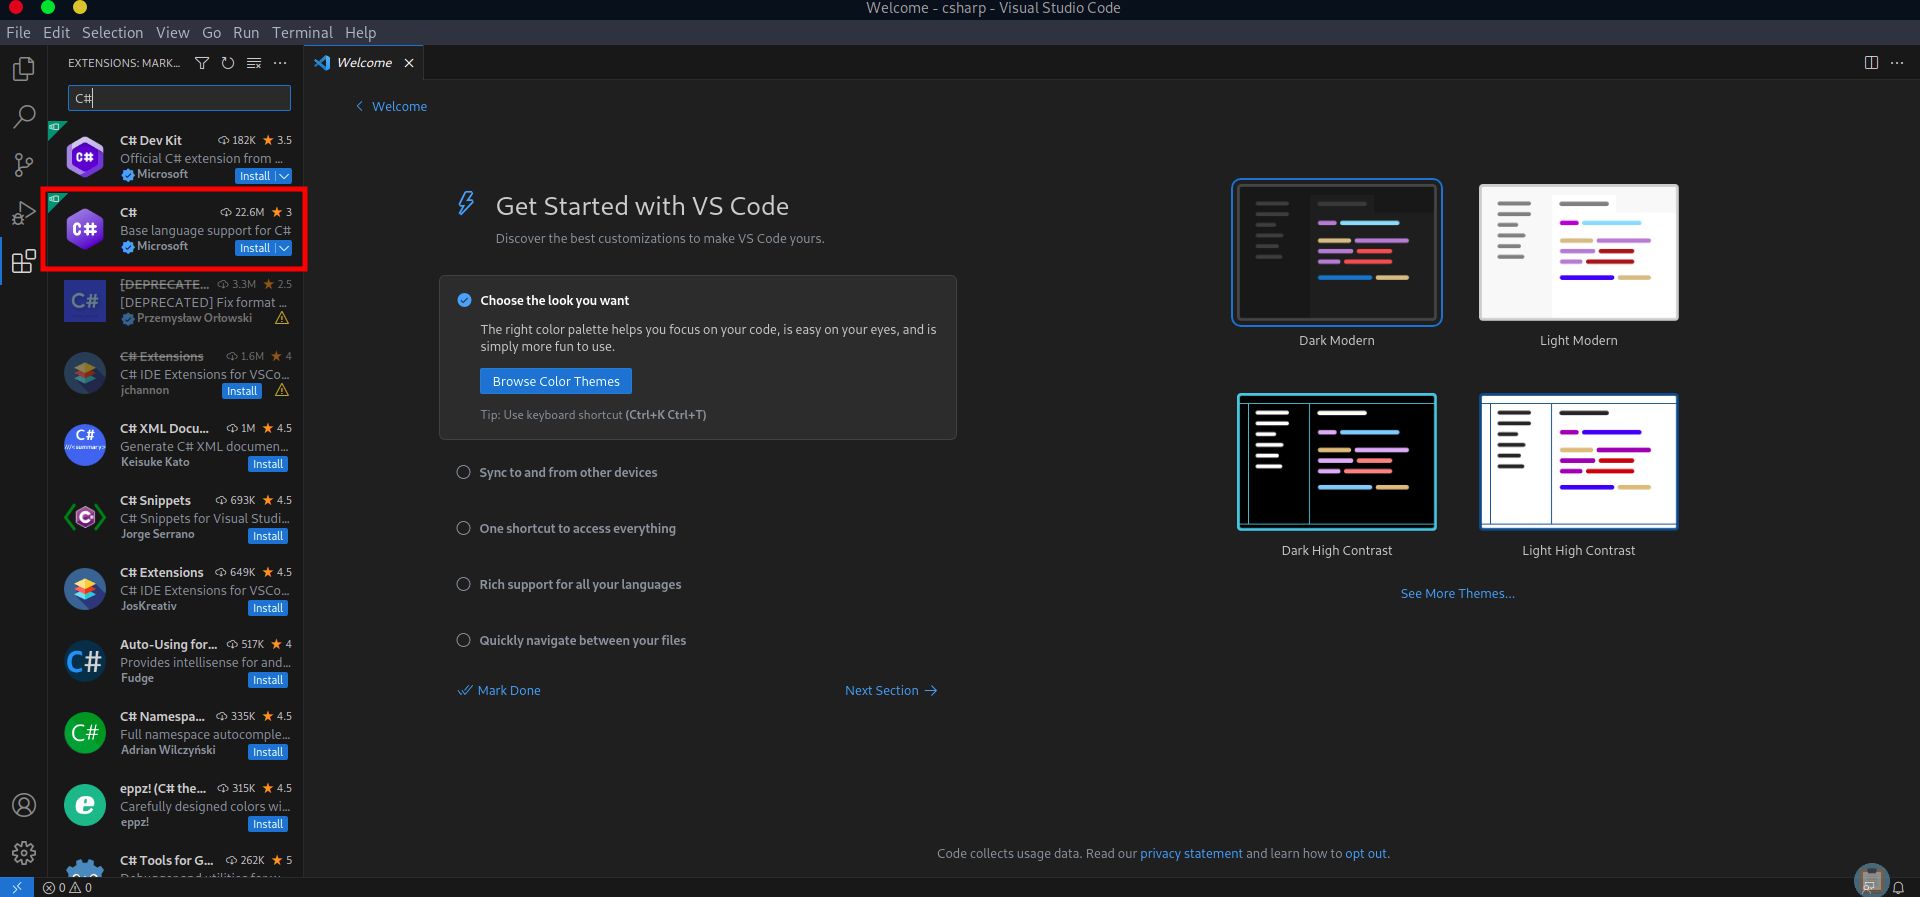 Welcome - csharp - Visual Studio Code
File Edit Selection View Go Run Terminal Help
EXTENSIONS: MARK...
Welcome
C#
Welcome
C# Dev Kit 182K 3.5
Official C# extension from ...
Microsoft Install
C# 22.6M 3
Base language support for C#
Microsoft Install
[DEPRECATE... 3.3M 2.5
[DEPRECATED] Fix format ...
Przemysław Orłowski
C# Extensions 1.6M 4
C# IDE Extensions for VSCo...
jchannon Install
C# XML Docu... 1M 4.5
Generate C# XML documen...
Keisuke Kato Install
C# Snippets 693K 4.5
C# Snippets for Visual Studi...
Jorge Serrano Install
C# Extensions 649K 4.5
C# IDE Extensions for VSCo...
JosKreativ Install
Auto-Using for... 517K 4
Provides intellisense for and...
Fudge Install
C# Namespa... 335K 4.5
Full namespace autocomple...
Adrian Wilczyński Install
eppz! (C# the... 315K 4.5
Carefully designed colors wi...
eppz! Install
C# Tools for G... 262K 5
Get Started with VS Code
Discover the best customizations to make VS Code yours.
Choose the look you want
The right color palette helps you focus on your code, is easy on your eyes, and is
simply more fun to use.
Browse Color Themes
Tip: Use keyboard shortcut (Ctrl+K Ctrl+T)
Sync to and from other devices
One shortcut to access everything
Rich support for all your languages
Quickly navigate between your files
Mark Done
Next Section
Dark Modern
Light Modern
Dark High Contrast
Light High Contrast
See More Themes...
Code collects usage data. Read our privacy statement and learn how to opt out.
0 0